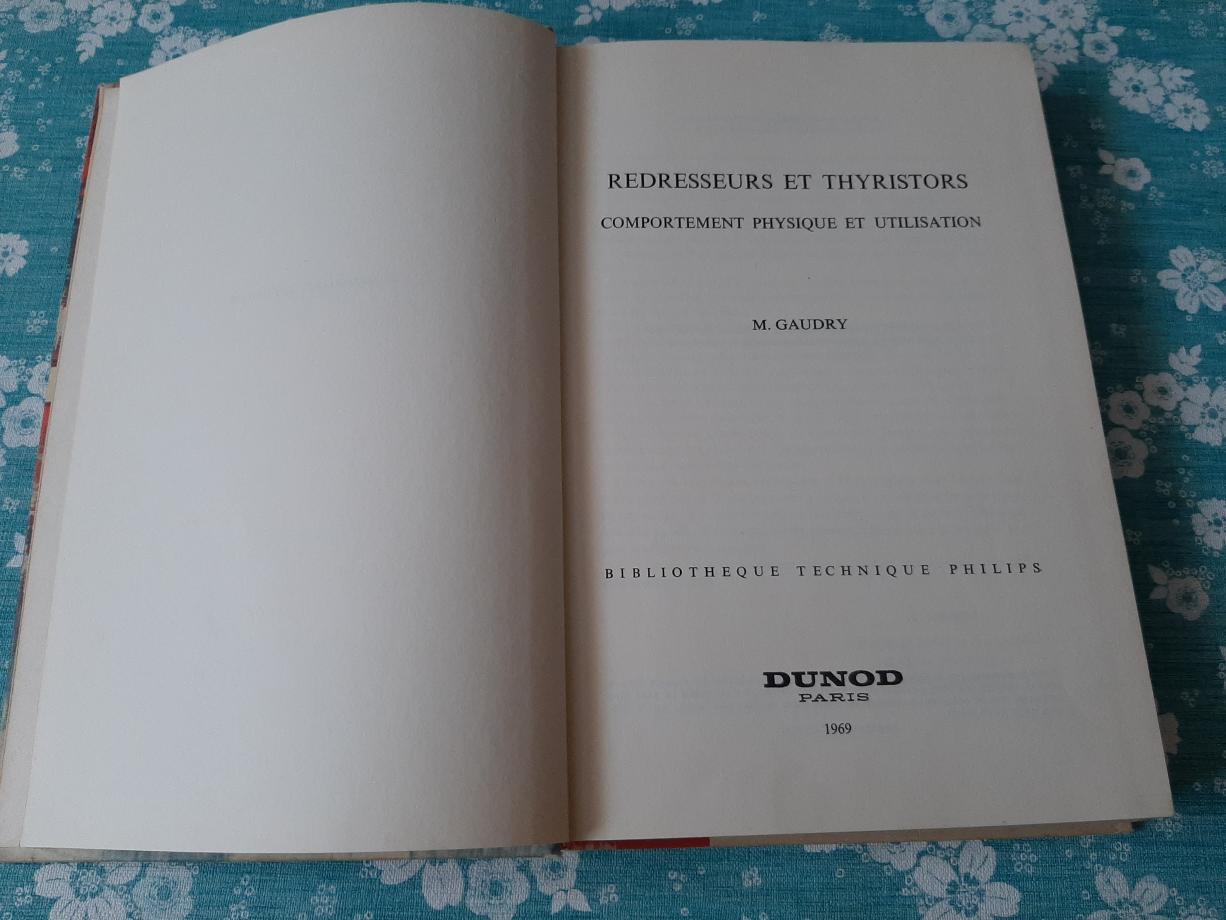 REDRESSEURS ET THYRISTORS
COMPORTEMENT PHYSIQUE ET UTILISATION
M. GAUDRY
BIBLIOTHEQUE TECHNIQUE PHILIPS
DUNOD
PARIS
1969